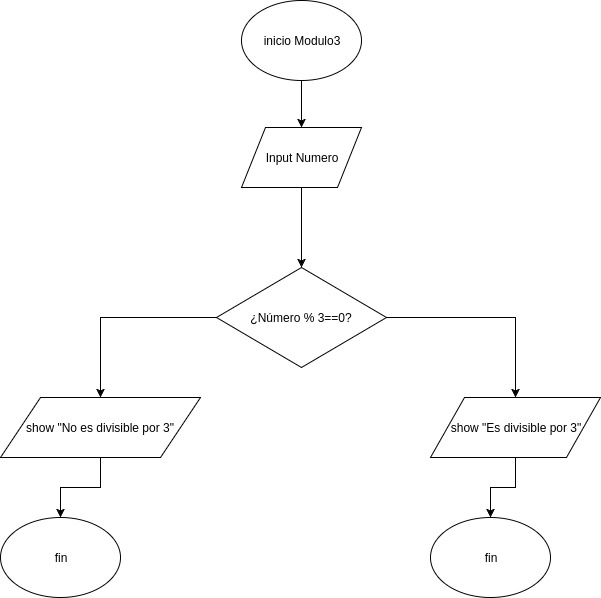 inicio Modulo3
Input Numero
¿Número % 3==0?
show "No es divisible por 3"
show "Es divisible por 3"
fin
fin